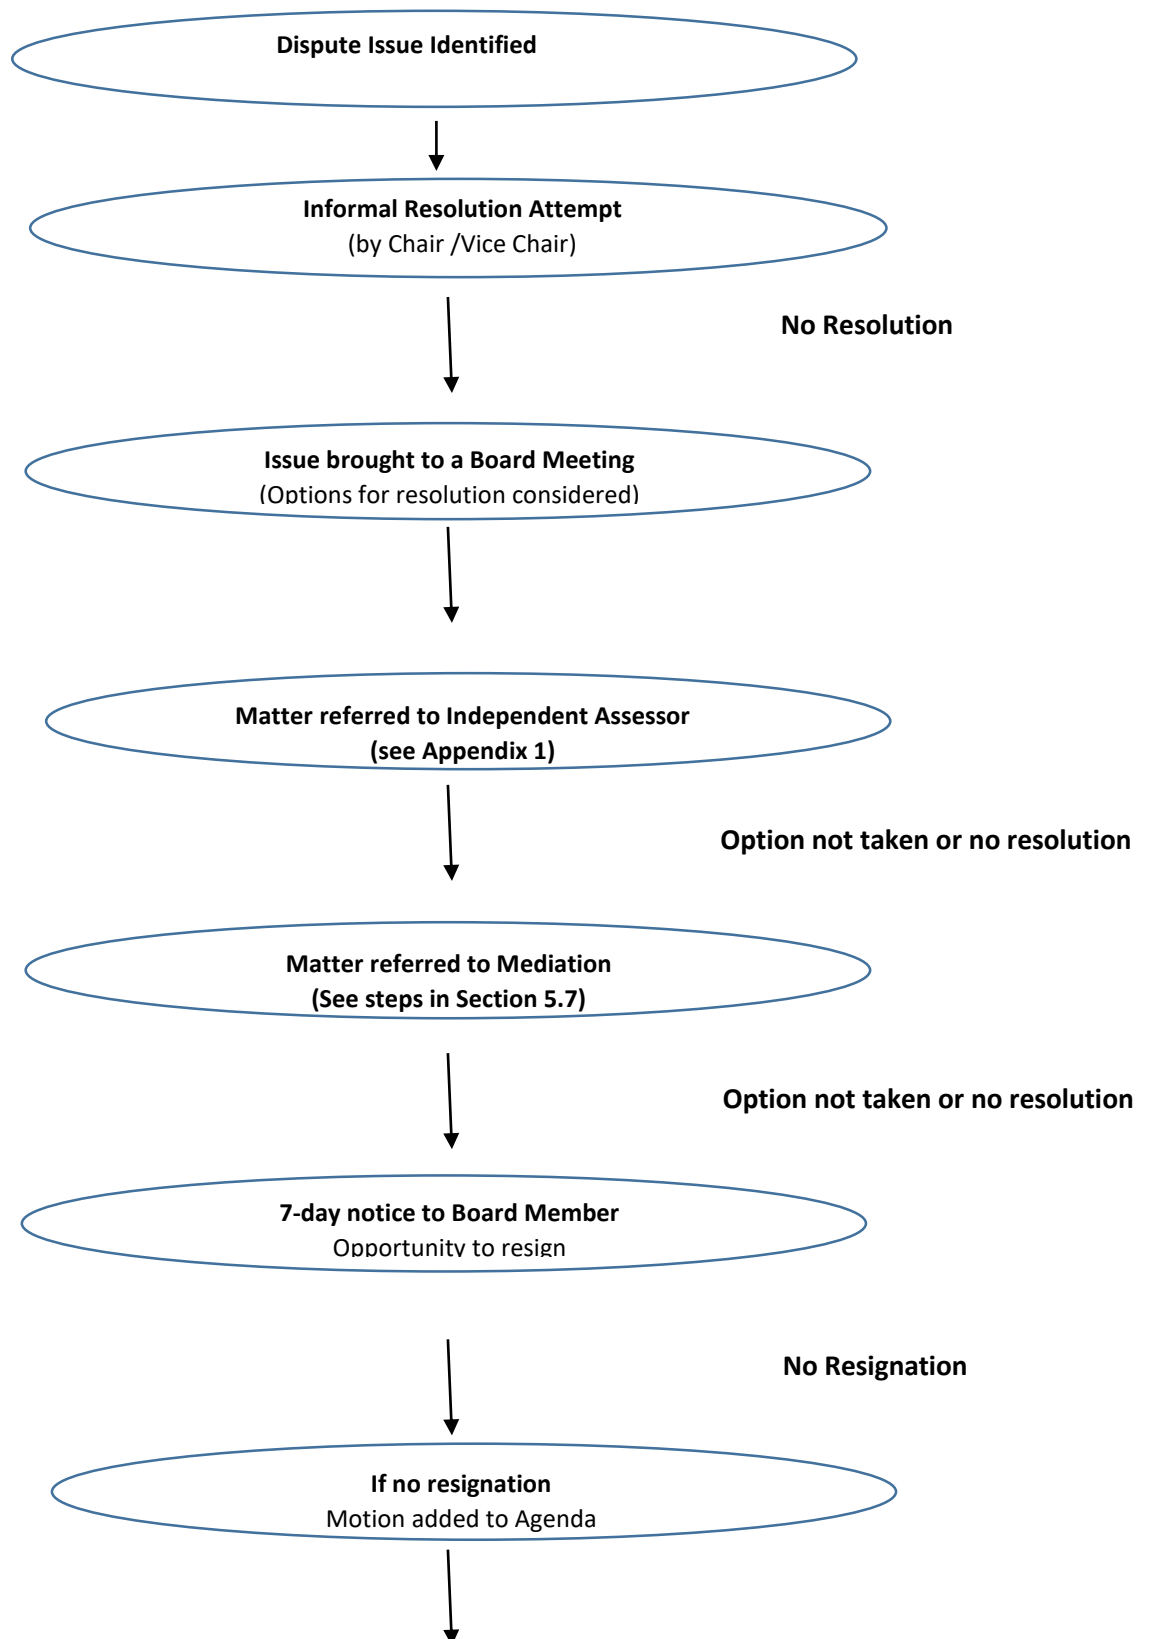 Dispute Issue Identified
Informal Resolution Attempt
(by Chair /Vice Chair)
No Resolution
Issue brought to a Board Meeting
(Options for resolution considered)
Matter referred to Independent Assessor
(see Appendix 1)
Option not taken or no resolution
Matter referred to Mediation
(See steps in Section 5.7)
Option not taken or no resolution
7-day notice to Board Member
Opportunity to resign
No Resignation
If no resignation
Motion added to Agenda